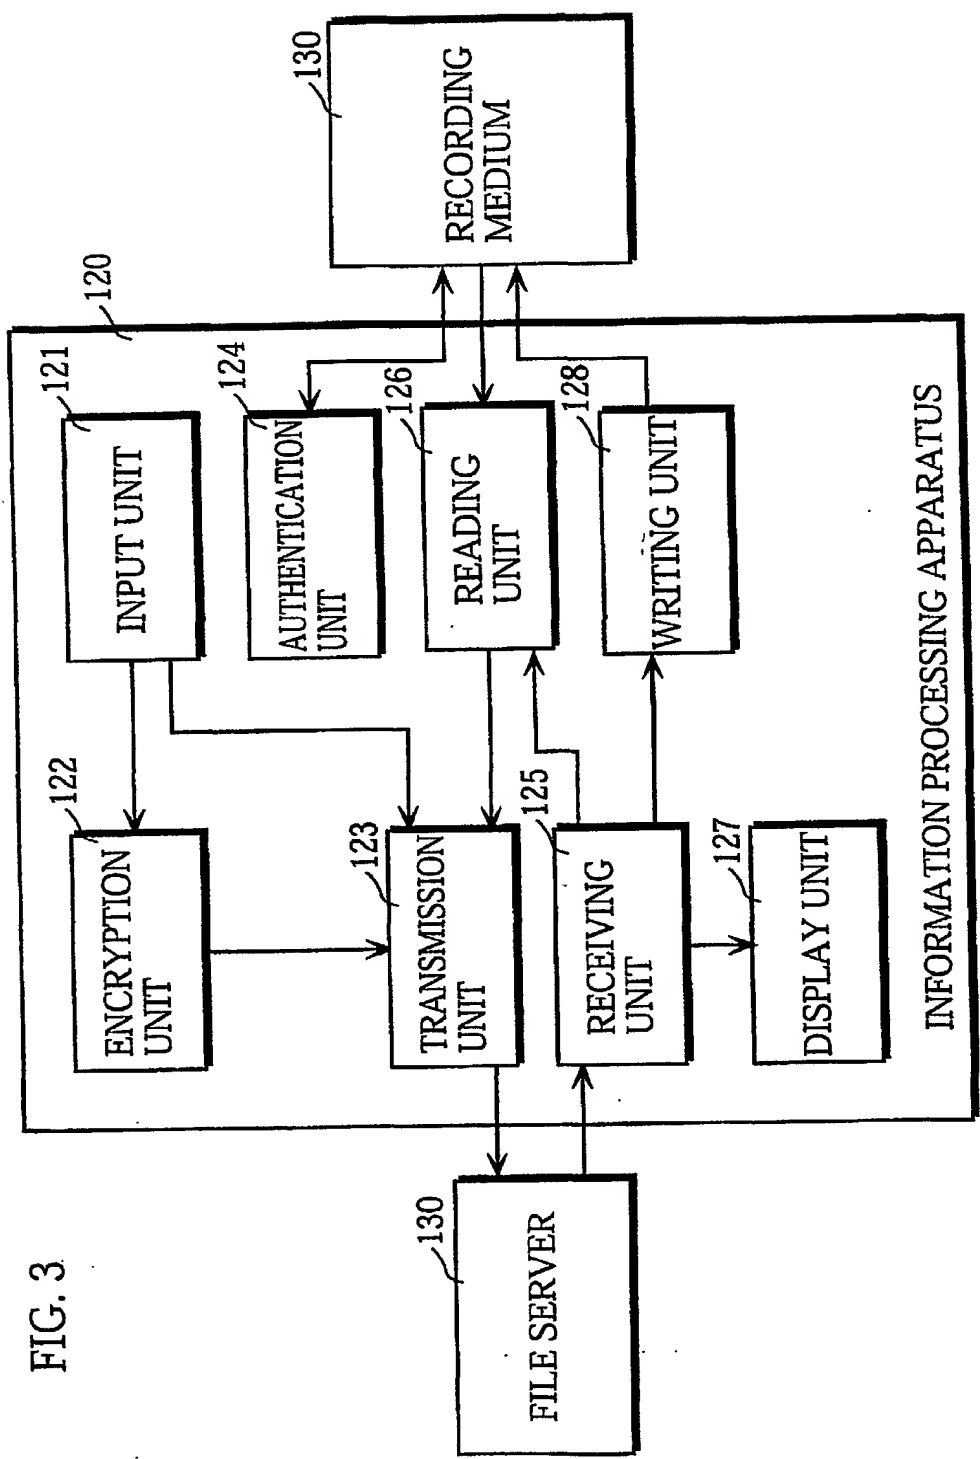 FIG. 3
120
121
INPUT UNIT
122
ENCRYPTION
UNIT
124
AUTHENTICATION
UNIT
123
TRANSMISSION
UNIT
126
READING
UNIT
130
FILE SERVER
130
RECORDING
MEDIUM
125
RECEIVING
UNIT
128
WRITING UNIT
127
DISPLAY UNIT
INFORMATION PROCESSING APPARATUS